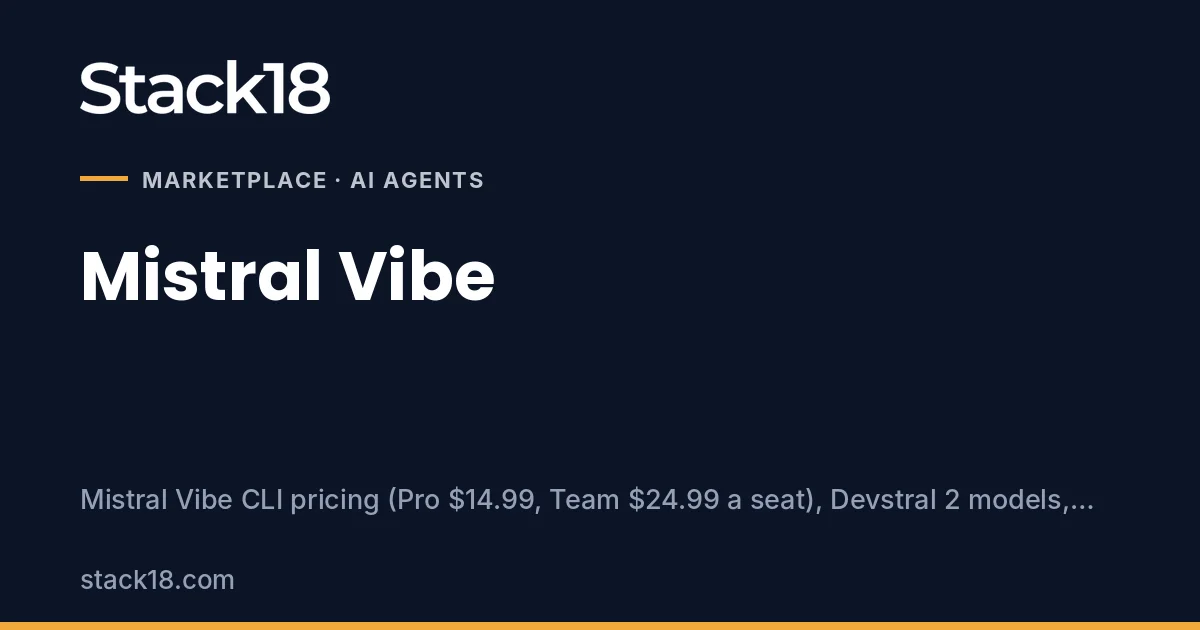 Stack18
MARKETPLACE · AI AGENTS
Mistral Vibe
Mistral Vibe CLI pricing (Pro $14.99, Team $24.99 a seat), Devstral 2 models,...
stack18.com